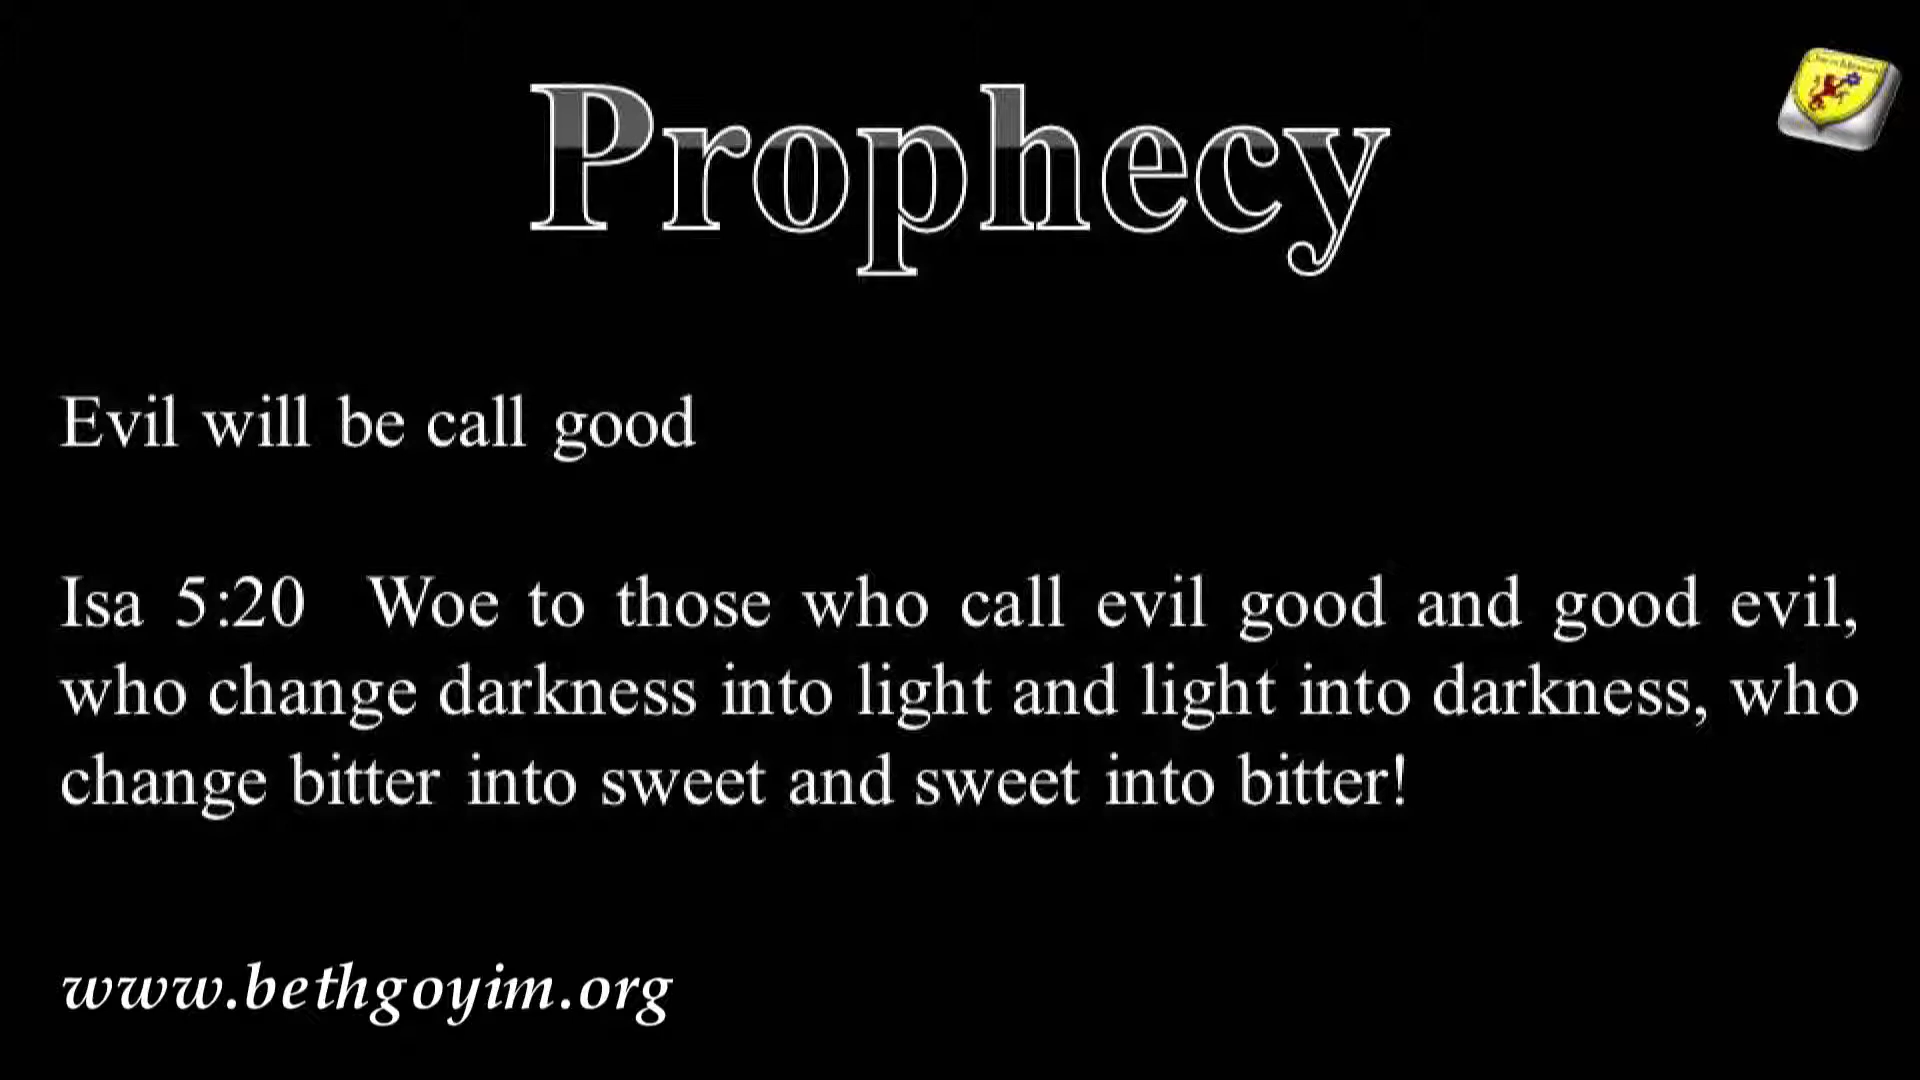 Prophecy
Evil will be call good
Isa 5:20 Woe to those who call evil good and good evil,
who change darkness into light and light into darkness, who
change bitter into sweet and sweet into bitter!
www.bethgoyim.org